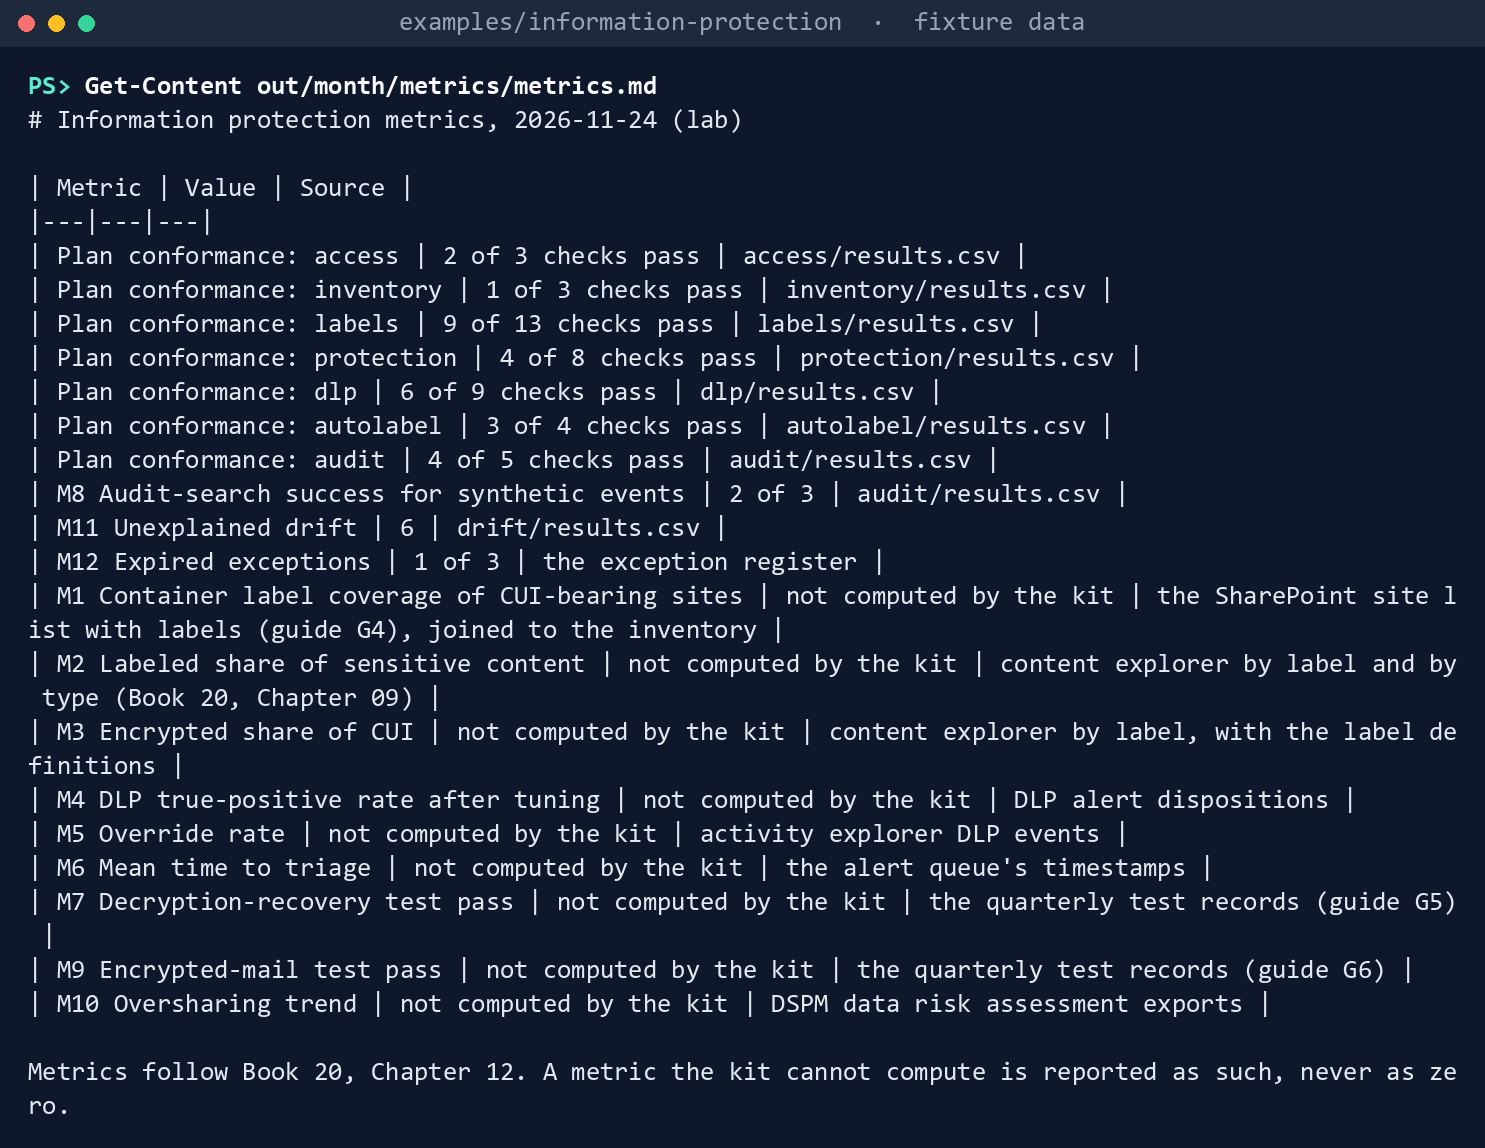 examples/information-protection · fixture data
PS> Get-Content out/month/metrics/metrics.md
# Information protection metrics, 2026-11-24 (lab)
| Metric | Value | Source |
|---|---|---|
| Plan conformance: access | 2 of 3 checks pass | access/results.csv |
| Plan conformance: inventory | 1 of 3 checks pass | inventory/results.csv |
| Plan conformance: labels | 9 of 13 checks pass | labels/results.csv |
| Plan conformance: protection | 4 of 8 checks pass | protection/results.csv |
| Plan conformance: dlp | 6 of 9 checks pass | dlp/results.csv |
| Plan conformance: autolabel | 3 of 4 checks pass | autolabel/results.csv |
| Plan conformance: audit | 4 of 5 checks pass | audit/results.csv |
| M8 Audit-search success for synthetic events | 2 of 3 | audit/results.csv |
| M11 Unexplained drift | 6 | drift/results.csv |
| M12 Expired exceptions | 1 of 3 | the exception register |
| M1 Container label coverage of CUI-bearing sites | not computed by the kit | the SharePoint site l
ist with labels (guide G4), joined to the inventory |
| M2 Labeled share of sensitive content | not computed by the kit | content explorer by label and by
 type (Book 20, Chapter 09) |
| M3 Encrypted share of CUI | not computed by the kit | content explorer by label, with the label de
finitions |
| M4 DLP true-positive rate after tuning | not computed by the kit | DLP alert dispositions |
| M5 Override rate | not computed by the kit | activity explorer DLP events |
| M6 Mean time to triage | not computed by the kit | the alert queue's timestamps |
| M7 Decryption-recovery test pass | not computed by the kit | the quarterly test records (guide G5)
 |
| M9 Encrypted-mail test pass | not computed by the kit | the quarterly test records (guide G6) |
| M10 Oversharing trend | not computed by the kit | DSPM data risk assessment exports |
Metrics follow Book 20, Chapter 12. A metric the kit cannot compute is reported as such, never as ze
ro.